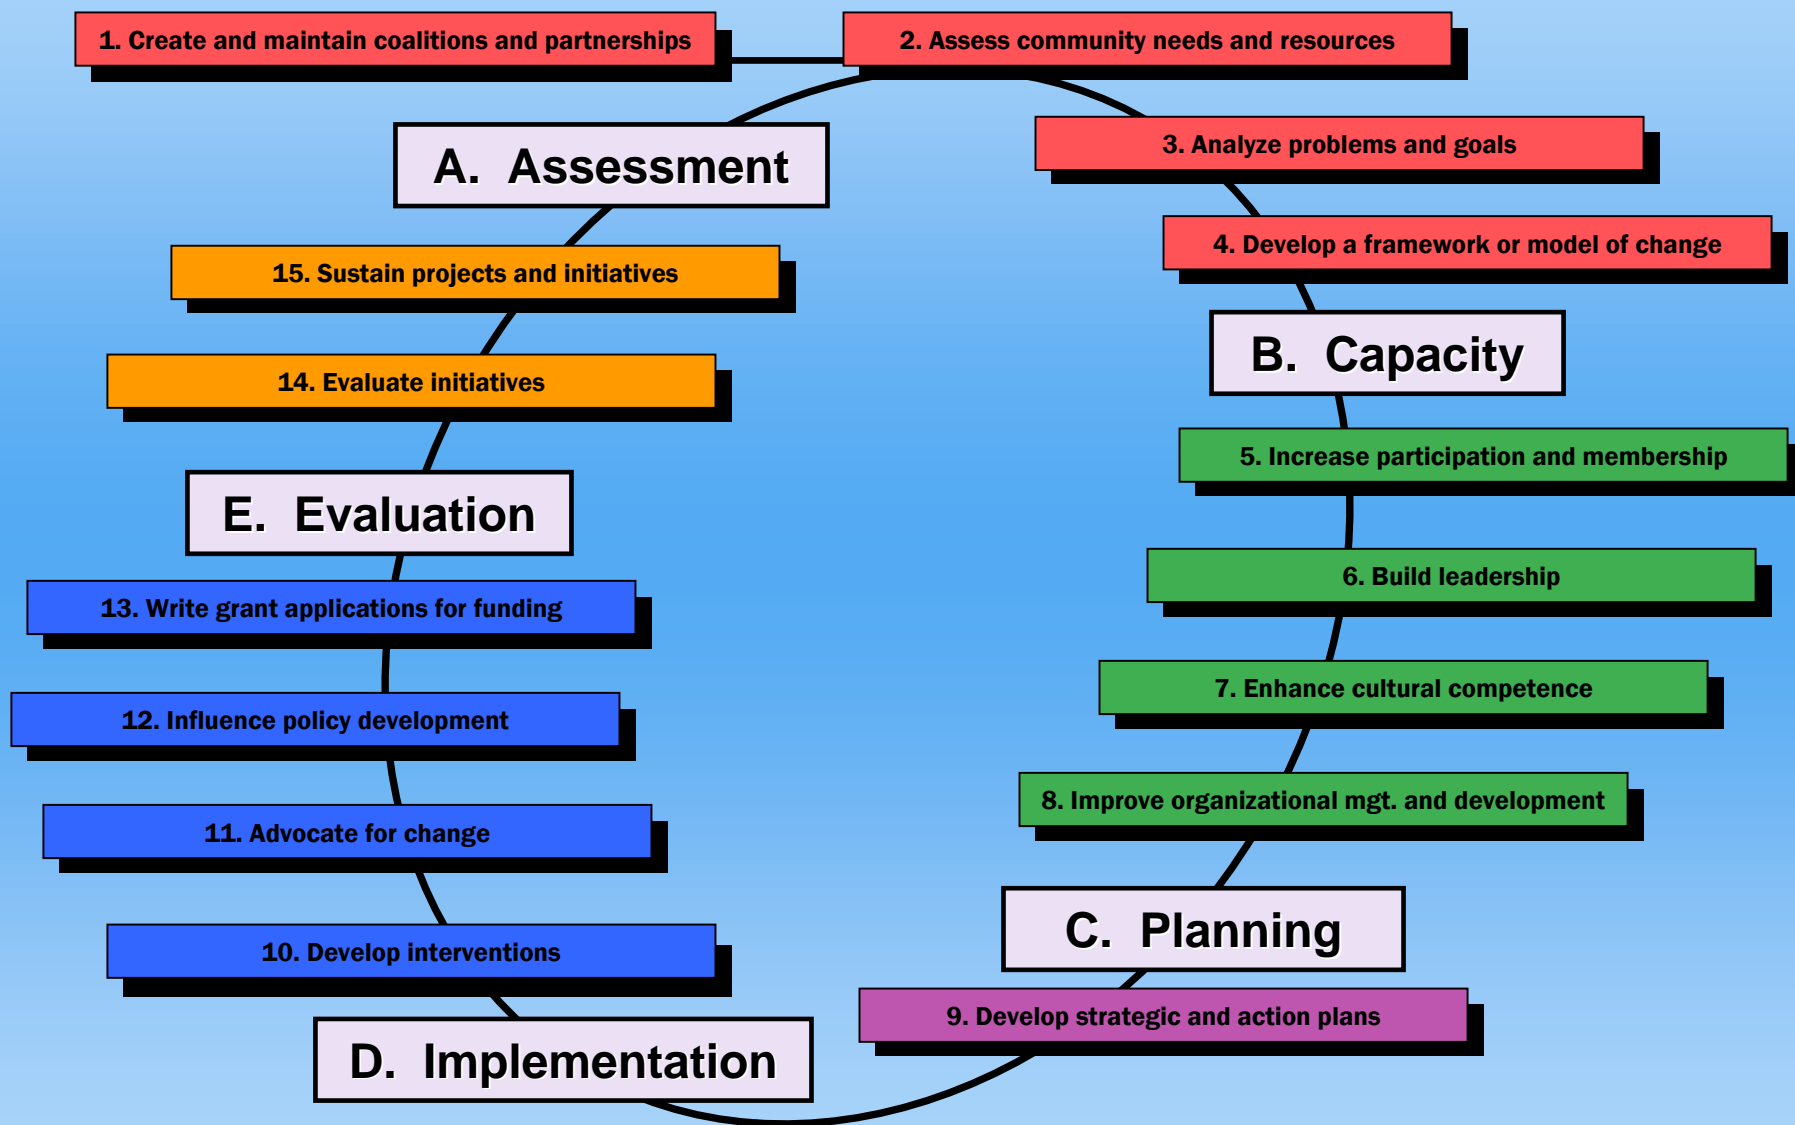 1. Create and maintain coalitions and partnerships
2. Assess community needs and resources
3. Analyze problems and goals
A. Assessment
4. Develop a framework or model of change
15. Sustain projects and initiatives
B. Capacity
14. Evaluate initiatives
5. Increase participation and membership
E. Evaluation
6. Build leadership
13. Write grant applications for funding
7. Enhance cultural competence
12. Influence policy development
8. Improve organizational mgt. and development
11. Advocate for change
C. Planning
10. Develop interventions
9. Develop strategic and action plans
D. Implementation